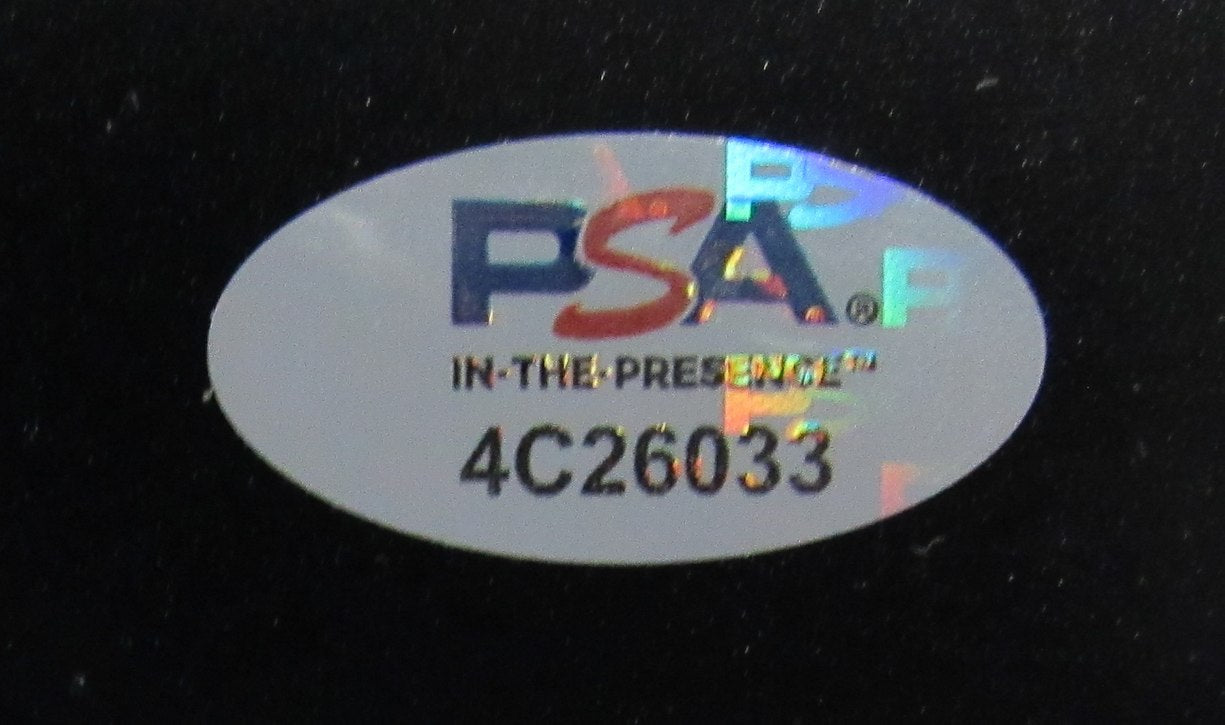 PSA®
IN-THE-PRESENCE™
4C26033